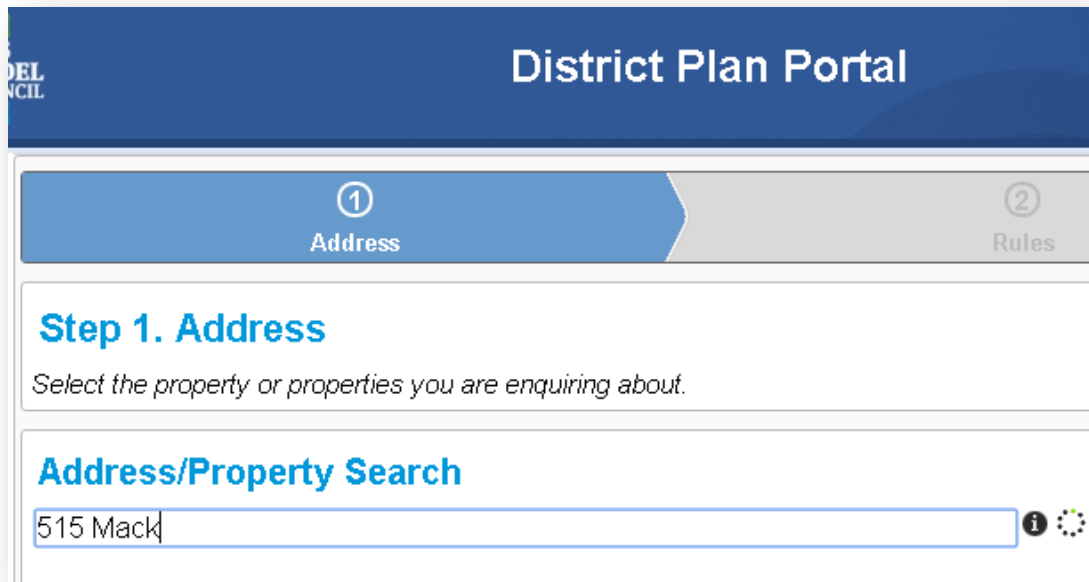 District Plan Portal
1
Address
2
Rules
Step 1. Address
Select the property or properties you are enquiring about.
Address/Property Search
515 Mack